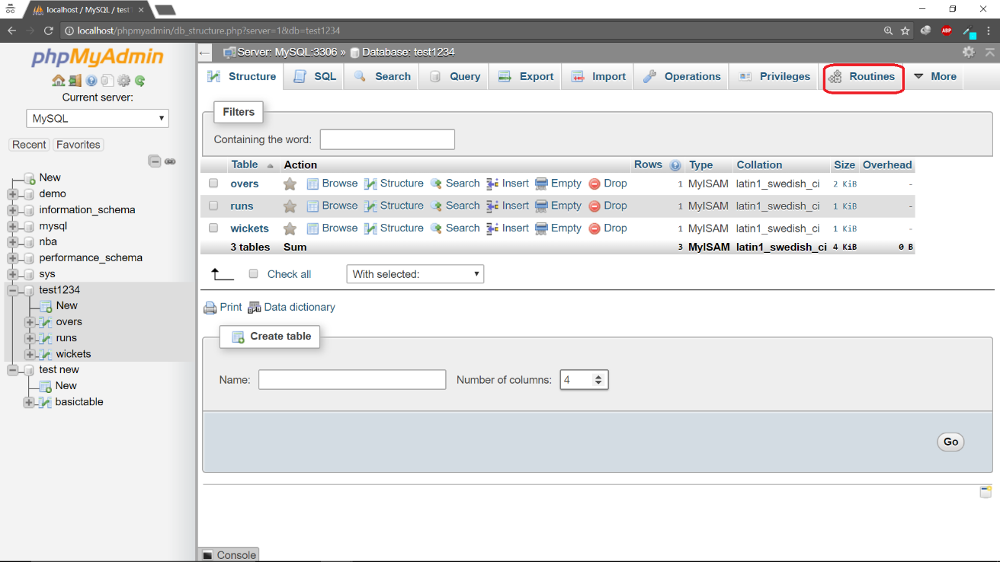 localhost / MySQL / test
localhost/phpmyadmin/db_structure.php?server=1&db=test1234
ABP
phpMyAdmin
Current server:
MySQL
Recent Favorites
New
demo
information_schema
mysql
nba
performance_schema
sys
test1234
New
overs
runs
wickets
test new
New
basictable
Server: MySQL:3306 » Database: test1234
Structure SQL Search Query Export Import Operations Privileges Routines More
Filters
Containing the word:
Table Action Rows Type Collation Size Overhead
overs Browse Structure Search Insert Empty Drop 1 MyISAM latin1_swedish_ci 2 KiB -
runs Browse Structure Search Insert Empty Drop 1 MyISAM latin1_swedish_ci 1 KiB -
wickets Browse Structure Search Insert Empty Drop 1 MyISAM latin1_swedish_ci 1 KiB -
3 tables Sum 3 MyISAM latin1_swedish_ci 4 KiB 0 B
Check all With selected:
Print Data dictionary
Create table
Name: Number of columns: 4
Go
Console